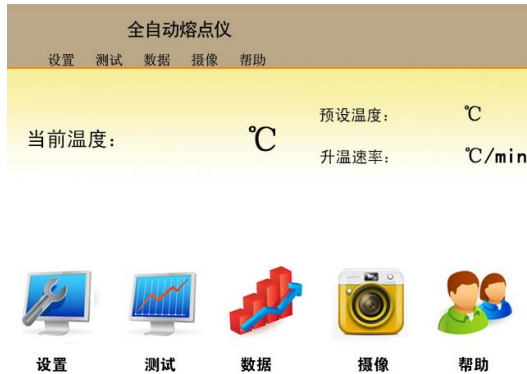 全自动熔点仪
设置 测试 数据 摄像 帮助
当前温度： ℃
预设温度： ℃
升温速率： ℃/min
设置 测试 数据 摄像 帮助